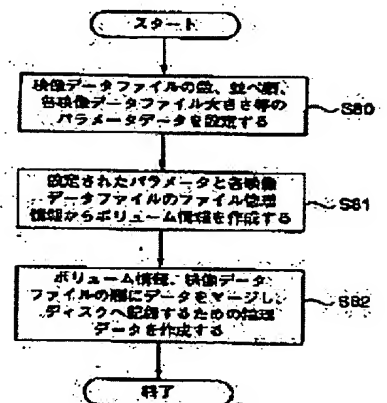 スタート
映像データファイルの数、並べ順、
各映像データファイル大きさ等の
パラメータデータを設定する
S80
設定されたパラメータと各映像
データファイルのファイル管理
情報からボリューム情報を作成する
S81
ボリューム情報、映像データ
ファイルの順にデータをマージし、
ディスクへ記録するための論理
データを作成する
S82
終了